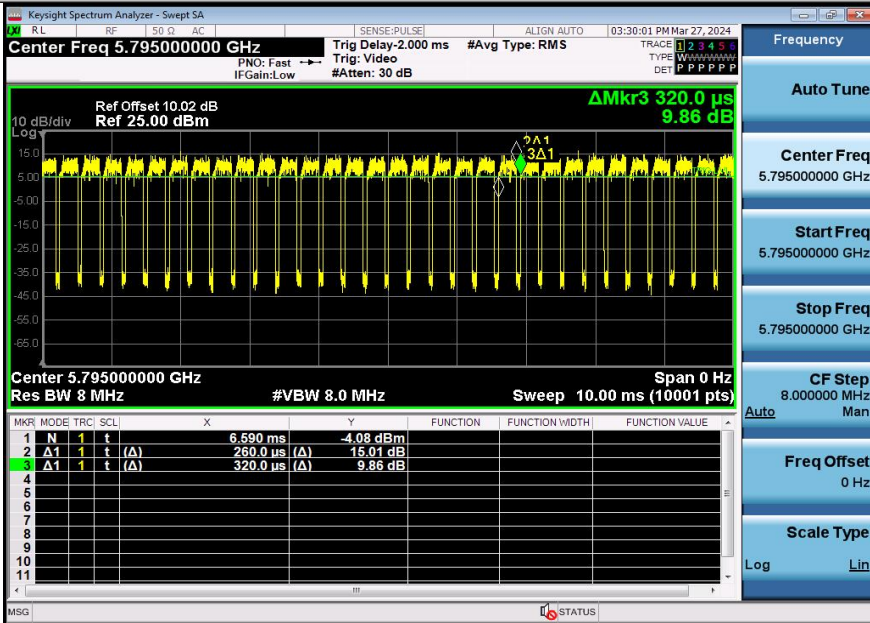 Keysight Spectrum Analyzer - Swept SA
LXI RL RF 50 Ω AC SENSE:PULSE ALIGN AUTO 03:30:01 PM Mar 27, 2024
Center Freq 5.795000000 GHz
PNO: Fast
IFGain:Low
Trig Delay-2.000 ms
Trig: Video
#Atten: 30 dB
#Avg Type: RMS
TRACE 1 2 3 4 5 6
TYPE WWWWWW
DET P P P P P P
Ref Offset 10.02 dB
10 dB/div Ref 25.00 dBm
Log
ΔMkr3 320.0 µs
9.86 dB
15.0
5.00
-5.00
-15.0
-25.0
-35.0
-45.0
-55.0
-65.0
2Δ1
3Δ1
Center 5.795000000 GHz Span 0 Hz
Res BW 8 MHz #VBW 8.0 MHz Sweep 10.00 ms (10001 pts)
MKR MODE TRC SCL X Y FUNCTION FUNCTION WIDTH FUNCTION VALUE
1 N 1 t 6.590 ms -4.08 dBm
2 Δ1 1 t (Δ) 260.0 µs (Δ) 15.01 dB
3 Δ1 1 t (Δ) 320.0 µs (Δ) 9.86 dB
4
5
6
7
8
9
10
11
MSG STATUS
Frequency
Auto Tune
Center Freq
5.795000000 GHz
Start Freq
5.795000000 GHz
Stop Freq
5.795000000 GHz
CF Step
8.000000 MHz
Auto Man
Freq Offset
0 Hz
Scale Type
Log Lin